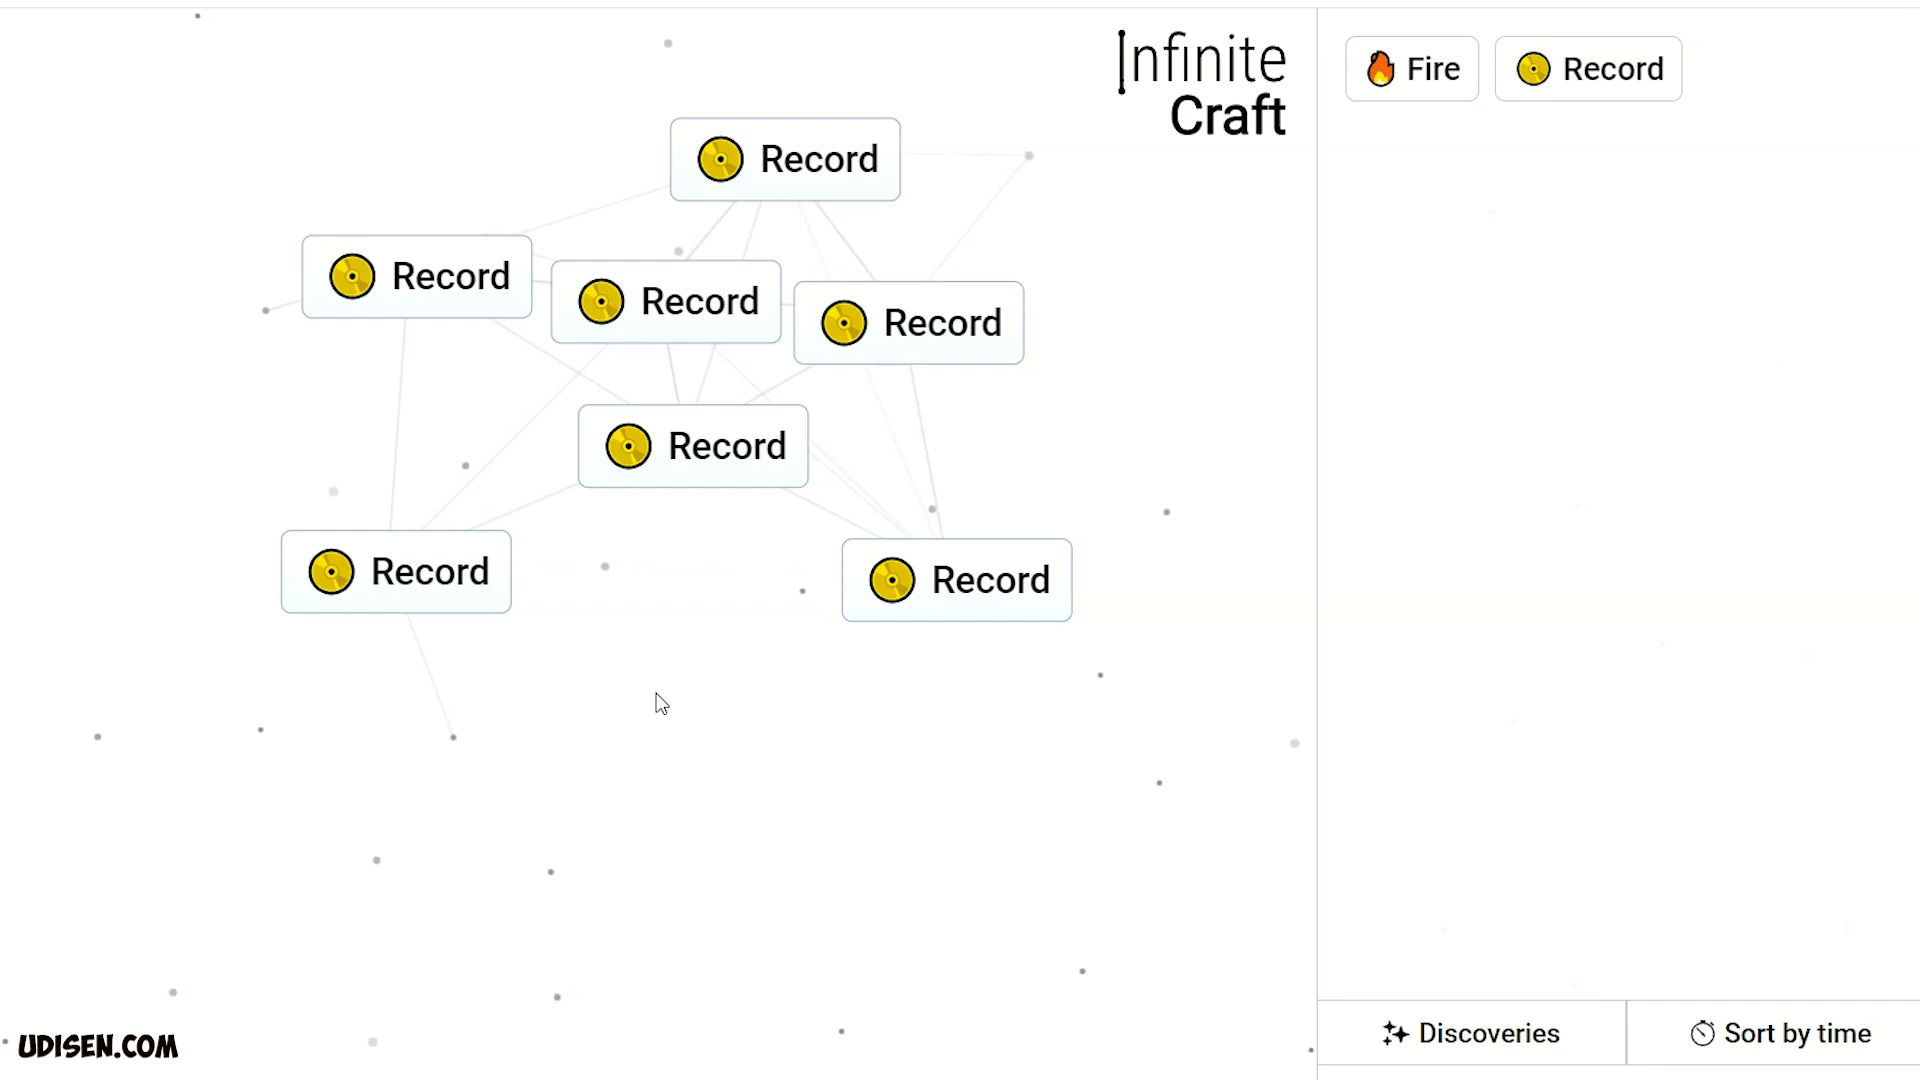 Infinite
Craft
Fire
Record
Record
Record
Record
Record
Record
Record
Record
Discoveries
Sort by time
UDISEN.COM